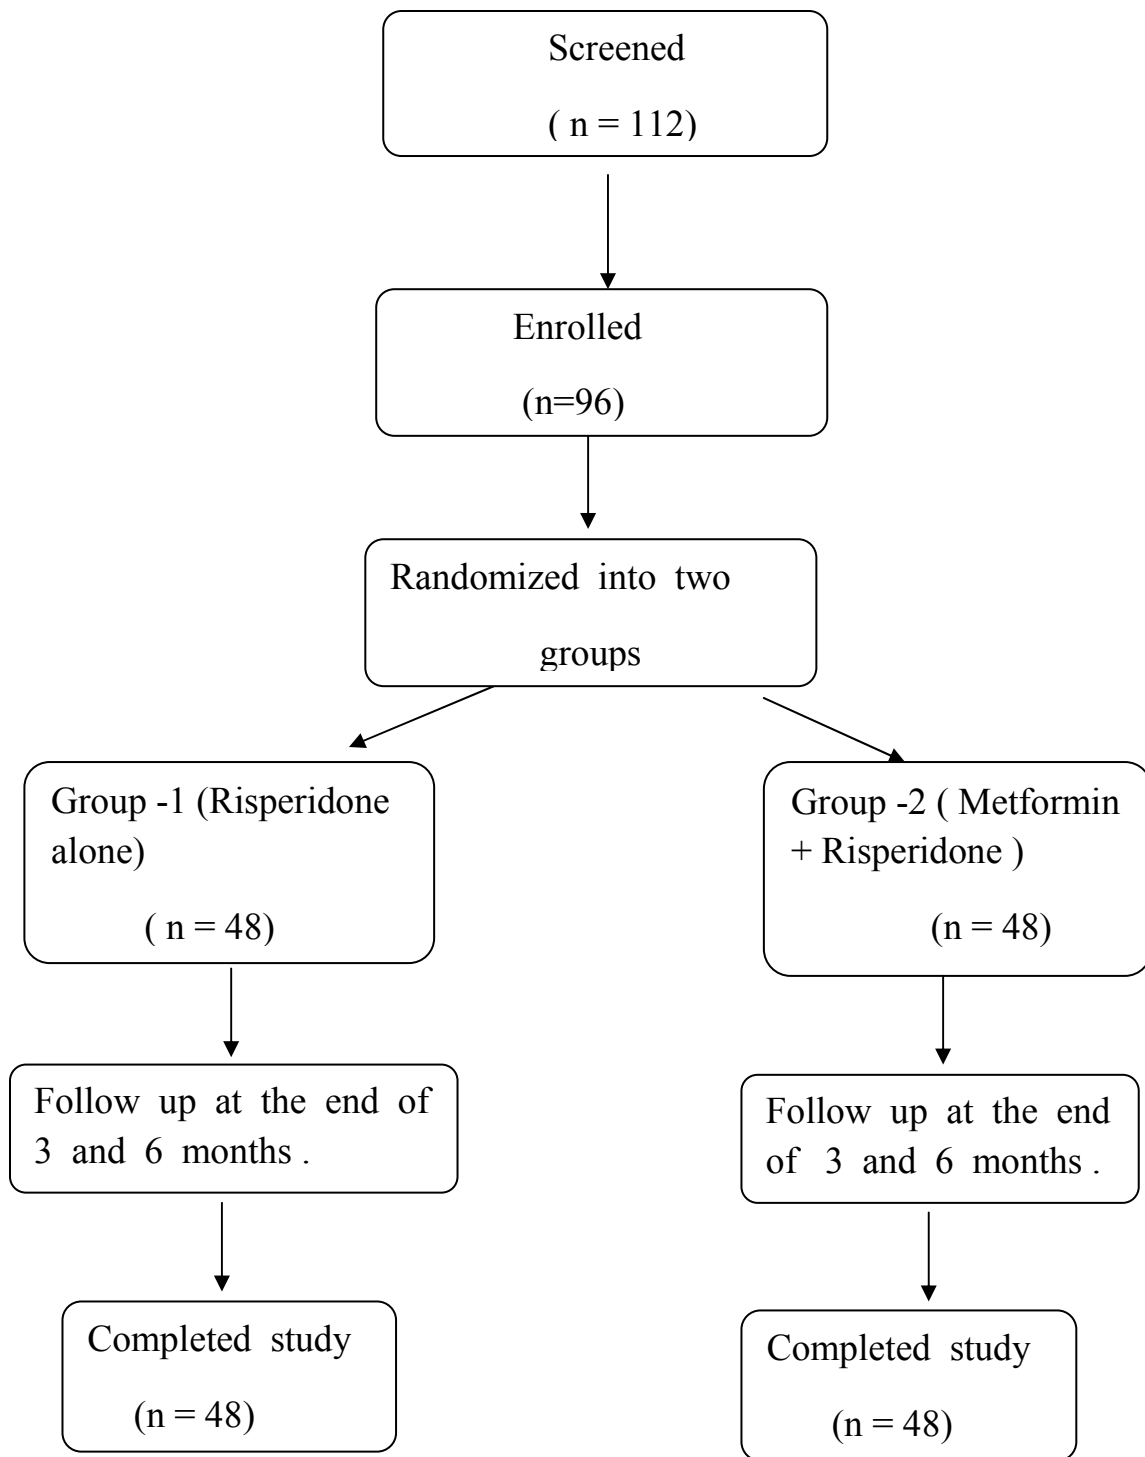 Screened
( n = 112)
Enrolled
(n=96)
Randomized into two
groups
Group -1 (Risperidone
alone)
( n = 48)
Group -2 ( Metformin
+ Risperidone )
(n = 48)
Follow up at the end of
3 and 6 months .
Follow up at the end
of 3 and 6 months .
Completed study
(n = 48)
Completed study
(n = 48)